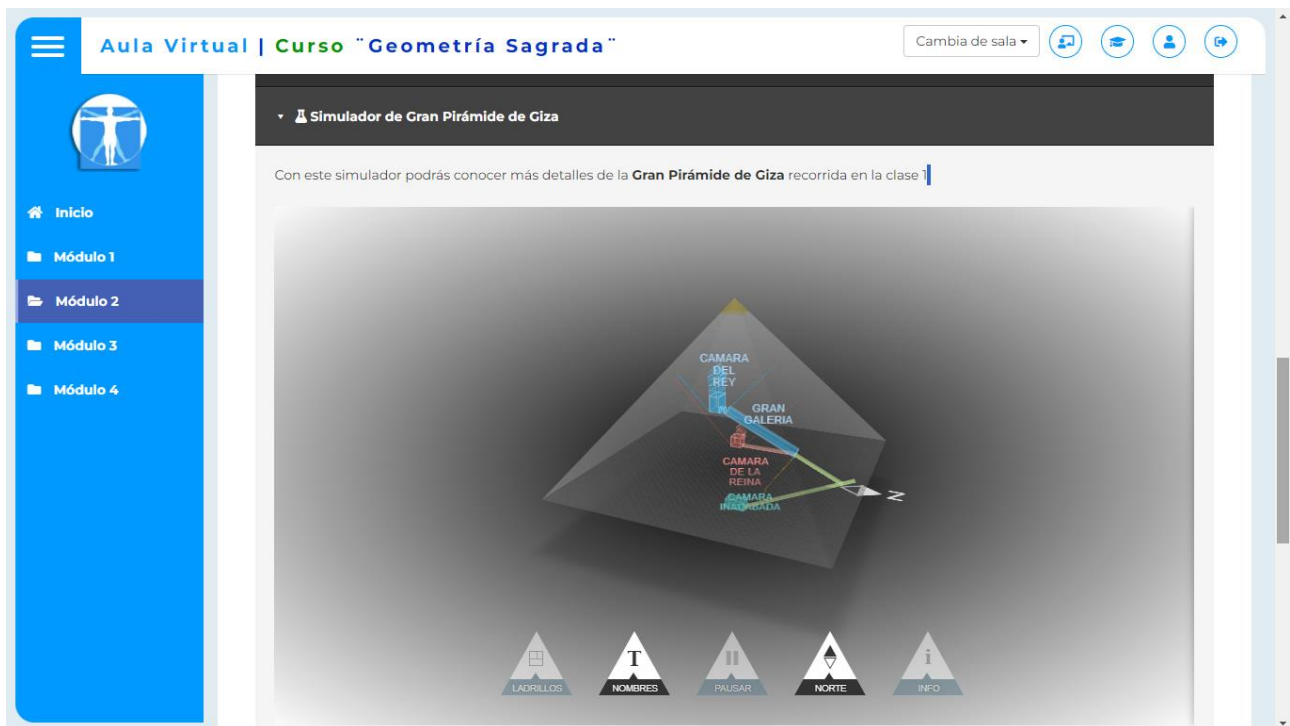 Aula Virtual | Curso ¨Geometría Sagrada¨
Cambia de sala
Inicio
Módulo 1
Módulo 2
Módulo 3
Módulo 4
Simulador de Gran Pirámide de Giza
Con este simulador podrás conocer más detalles de la Gran Pirámide de Giza recorrida en la clase 1
CAMARA
DEL
REY
GRAN
GALERIA
CAMARA
DE LA
REINA
CAMARA
INACABADA
N
T
i
LADRILLOS
NOMBRES
PAUSAR
NORTE
INFO